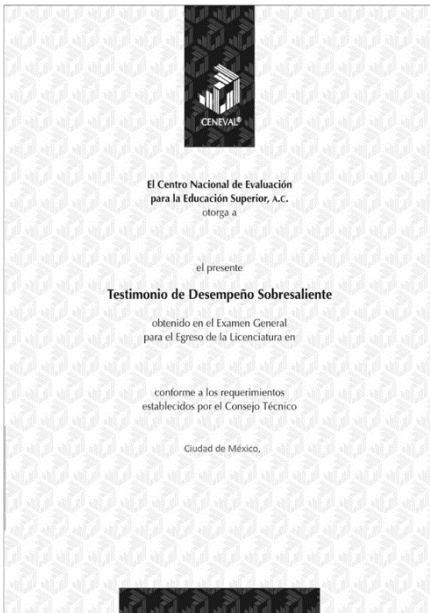 CENEVAL®
El Centro Nacional de Evaluación
para la Educación Superior, A.C.
otorga a
el presente
Testimonio de Desempeño Sobresaliente
obtenido en el Examen General
para el Egreso de la Licenciatura en
conforme a los requerimientos
establecidos por el Consejo Técnico
Ciudad de México,